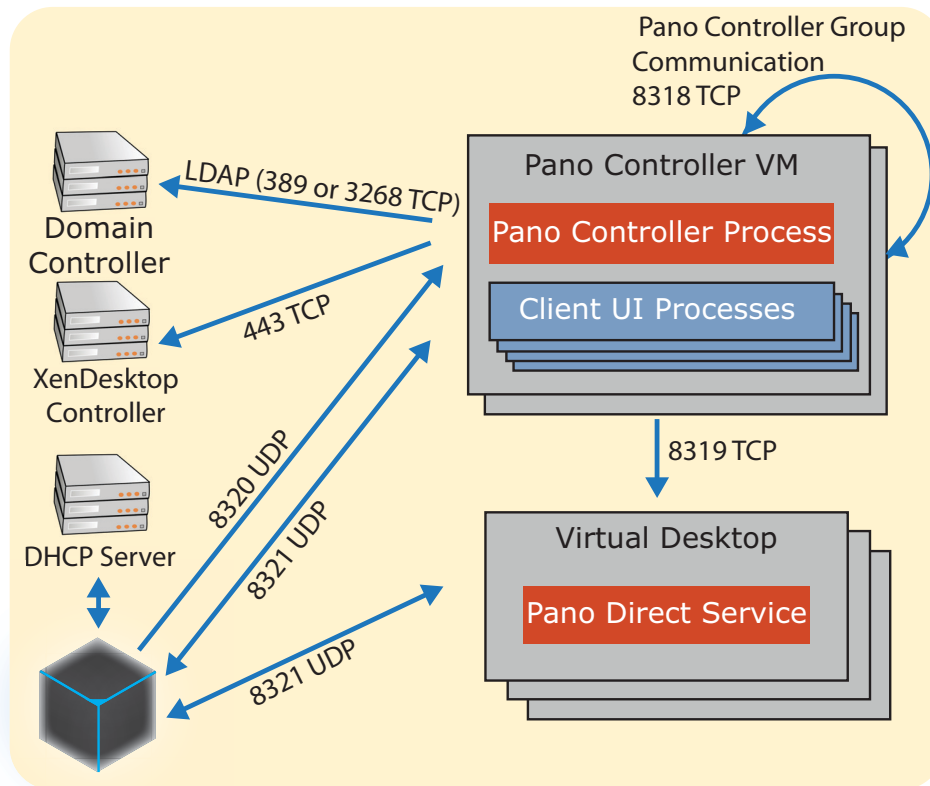 Pano Controller Group
Communication
8318 TCP
Pano Controller VM
LDAP (389 or 3268 TCP)
Pano Controller Process
Domain
Controller
Client UI Processes
443 TCP
XenDesktop
Controller
8320 UDP
8319 TCP
8321 UDP
DHCP Server
Virtual Desktop
Pano Direct Service
8321 UDP